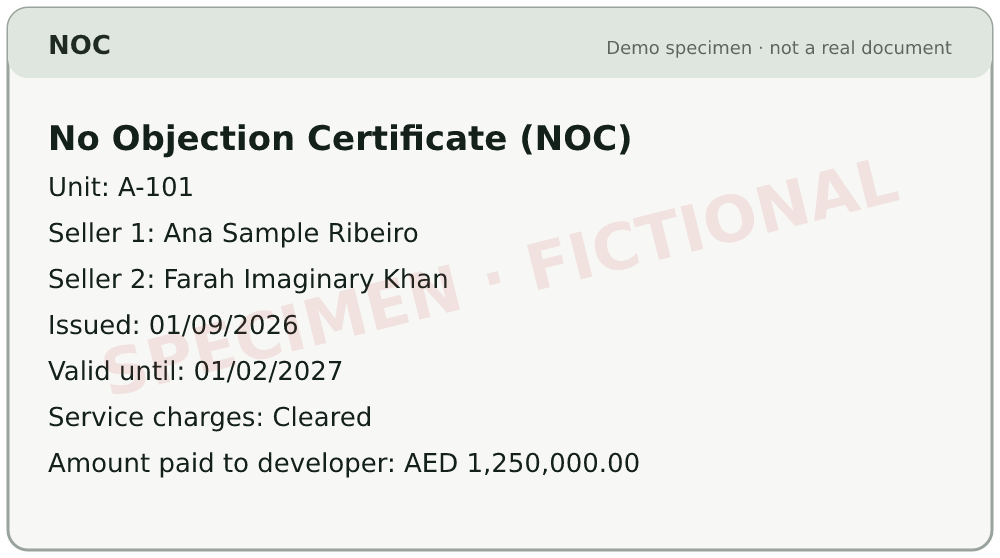 NOC
Demo specimen · not a real document
No Objection Certificate (NOC)
Unit: A-101
Seller 1: Ana Sample Ribeiro
Seller 2: Farah Imaginary Khan
Issued: 01/09/2026
Valid until: 01/02/2027
Service charges: Cleared
Amount paid to developer: AED 1,250,000.00
SPECIMEN · FICTIONAL